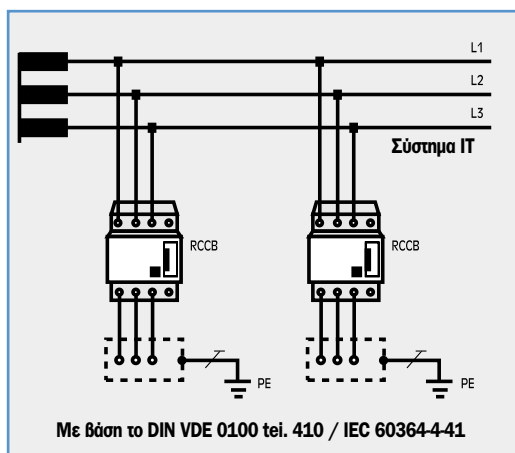 L1
L2
L3
Σύστημα IT
RCCB
RCCB
PE
PE
Με βάση το DIN VDE 0100 tei. 410 / IEC 60364-4-41